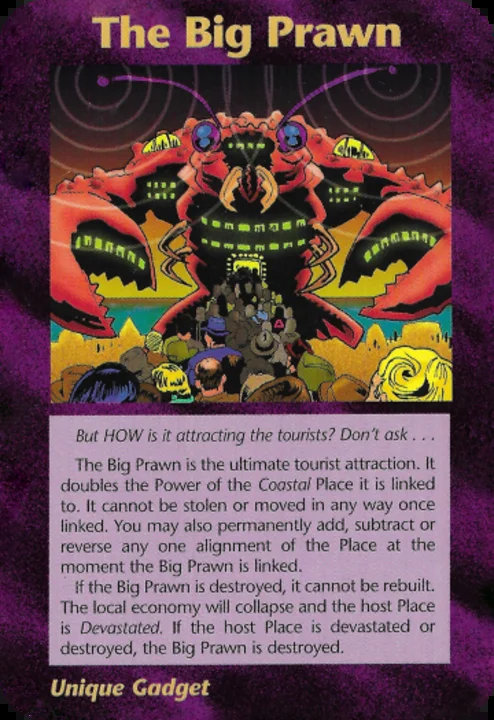 The Big Prawn
But HOW is it attracting the tourists? Don't ask . . .
The Big Prawn is the ultimate tourist attraction. It
doubles the Power of the Coastal Place it is linked
to. It cannot be stolen or moved in any way once
linked. You may also permanently add, subtract or
reverse any one alignment of the Place at the
moment the Big Prawn is linked.
If the Big Prawn is destroyed, it cannot be rebuilt.
The local economy will collapse and the host Place
is Devastated. If the host Place is devastated or
destroyed, the Big Prawn is destroyed.
Unique Gadget